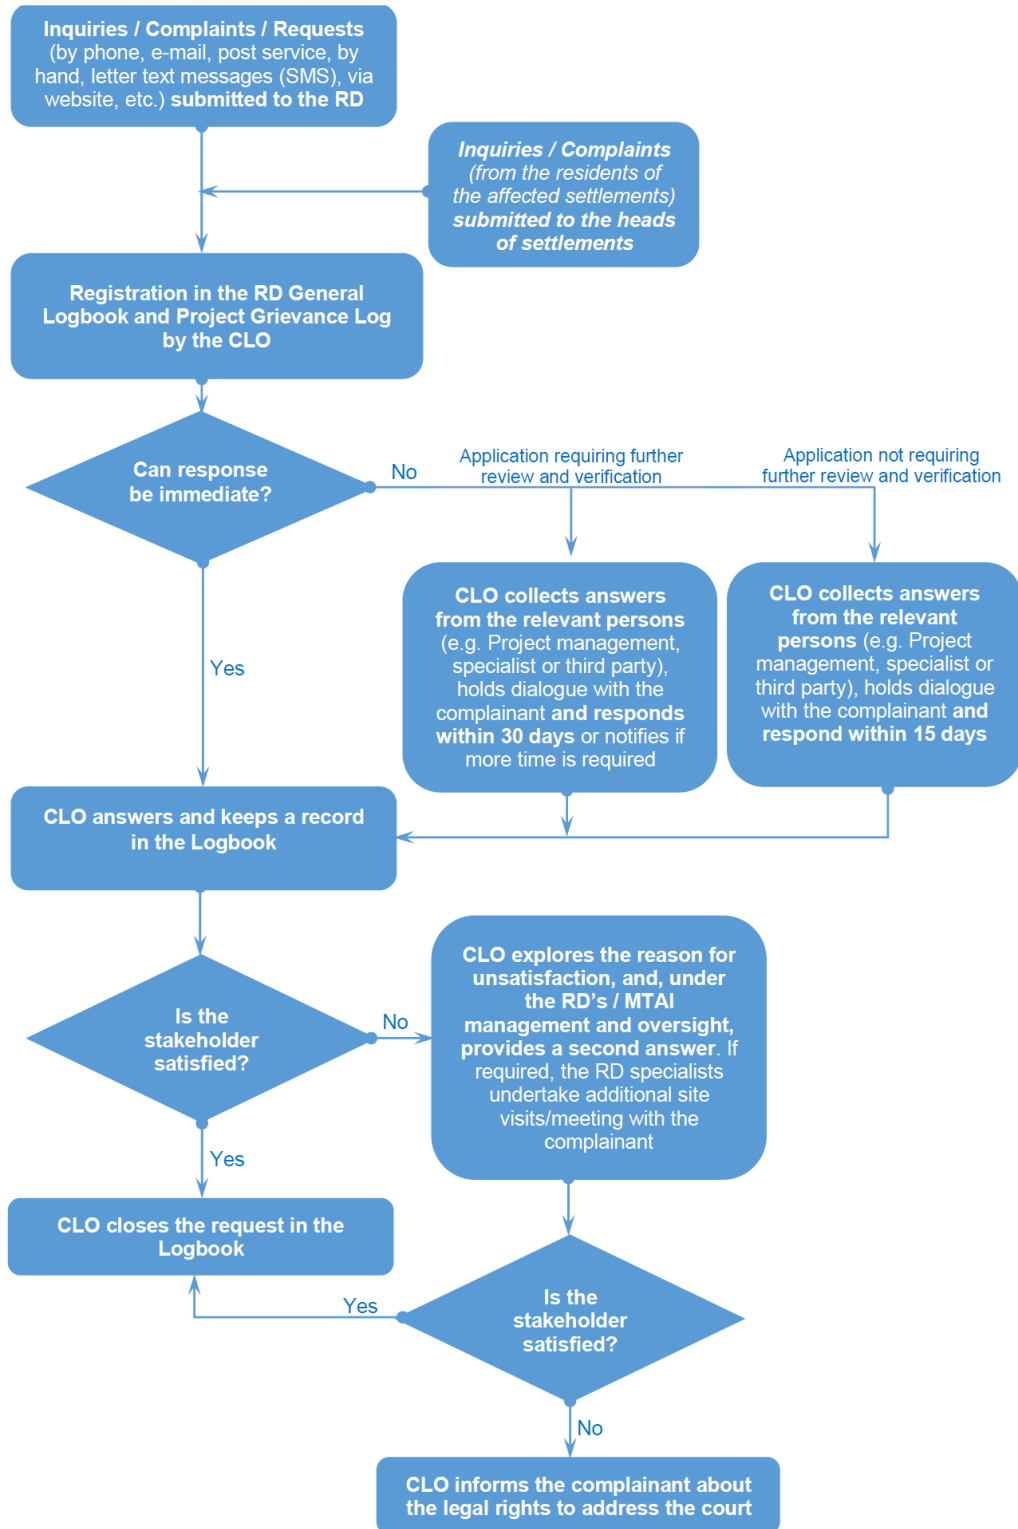 Inquiries / Complaints / Requests
(by phone, e-mail, post service, by
hand, letter text messages (SMS), via
website, etc.) submitted to the RD
Inquiries / Complaints
(from the residents of
the affected settlements)
submitted to the heads
of settlements
Registration in the RD General
Logbook and Project Grievance Log
by the CLO
Can response
be immediate?
No
Application requiring further
review and verification
Application not requiring
further review and verification
CLO collects answers
from the relevant persons
(e.g. Project management,
specialist or third party),
holds dialogue with the
complainant and responds
within 30 days or notifies if
more time is required
CLO collects answers
from the relevant
persons (e.g. Project
management, specialist or
third party), holds dialogue
with the complainant and
respond within 15 days
Yes
CLO answers and keeps a record
in the Logbook
Is the
stakeholder
satisfied?
No
CLO explores the reason for
unsatisfaction, and, under
the RD's / MTAI
management and oversight,
provides a second answer. If
required, the RD specialists
undertake additional site
visits/meeting with the
complainant
Yes
CLO closes the request in the
Logbook
Yes
Is the
stakeholder
satisfied?
No
CLO informs the complainant about
the legal rights to address the court